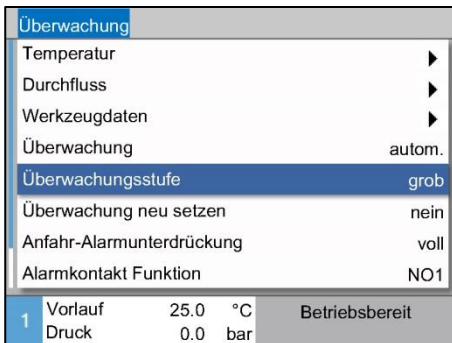 Überwachung
Temperatur
Durchfluss
Werkzeugdaten
Überwachung autom.
Überwachungsstufe grob
Überwachung neu setzen nein
Anfahr-Alarmunterdrückung voll
Alarmkontakt Funktion NO1
1 Vorlauf 25.0 °C Betriebsbereit
Druck 0.0 bar